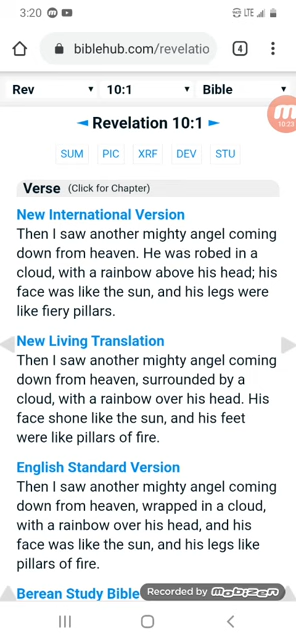 3:20
LTE
biblehub.com/revelatio
4
Rev 10:1 Bible
10:23
Revelation 10:1
SUM PIC XRF DEV STU
Verse (Click for Chapter)
New International Version
Then I saw another mighty angel coming
down from heaven. He was robed in a
cloud, with a rainbow above his head; his
face was like the sun, and his legs were
like fiery pillars.
New Living Translation
Then I saw another mighty angel coming
down from heaven, surrounded by a
cloud, with a rainbow over his head. His
face shone like the sun, and his feet
were like pillars of fire.
English Standard Version
Then I saw another mighty angel coming
down from heaven, wrapped in a cloud,
with a rainbow over his head, and his
face was like the sun, and his legs like
pillars of fire.
Berean Study Bible
Recorded by Mobizen